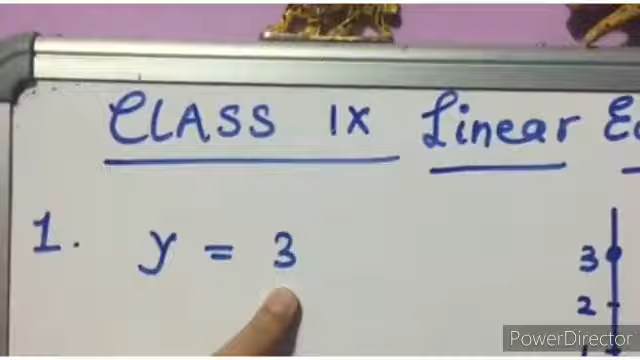 CLASS IX Linear E
1. y = 3
3
2
PowerDirector